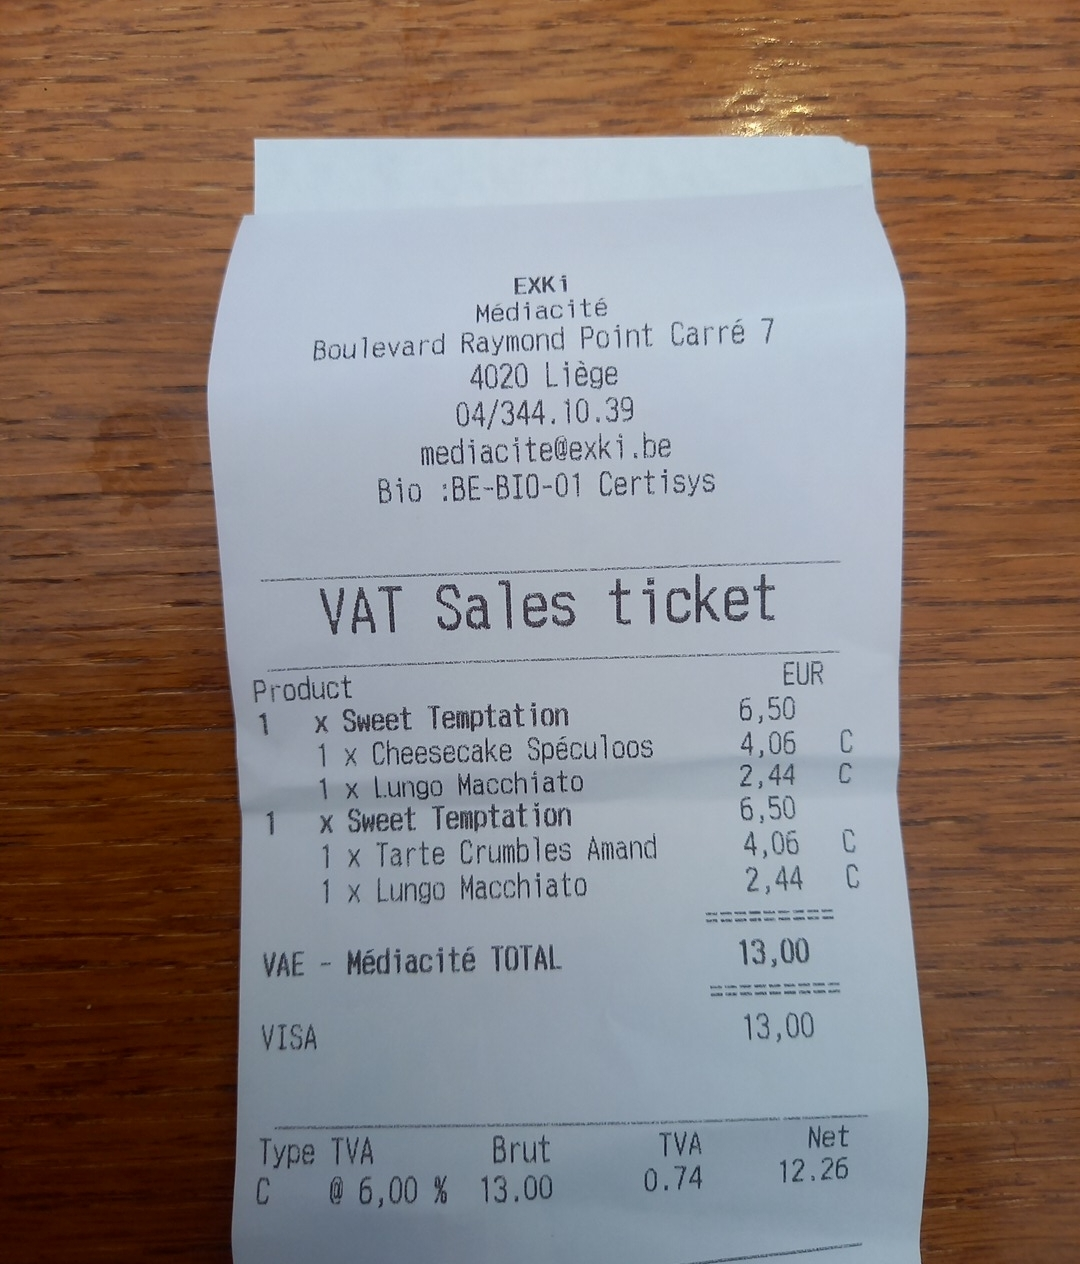 EXKi
Médiacité
Boulevard Raymond Point Carré 7
4020 Liège
04/344.10.39
mediacite@exki.be
Bio :BE-BIO-01 Certisys
VAT Sales ticket
Product EUR
1 x Sweet Temptation 6,50
1 x Cheesecake Spéculoos 4,06 C
1 x Lungo Macchiato 2,44 C
1 x Sweet Temptation 6,50
1 x Tarte Crumbles Amand 4,06 C
1 x Lungo Macchiato 2,44 C
VAE - Médiacité TOTAL 13,00
VISA 13,00
Type TVA Brut TVA Net
C @ 6,00 % 13.00 0.74 12.26